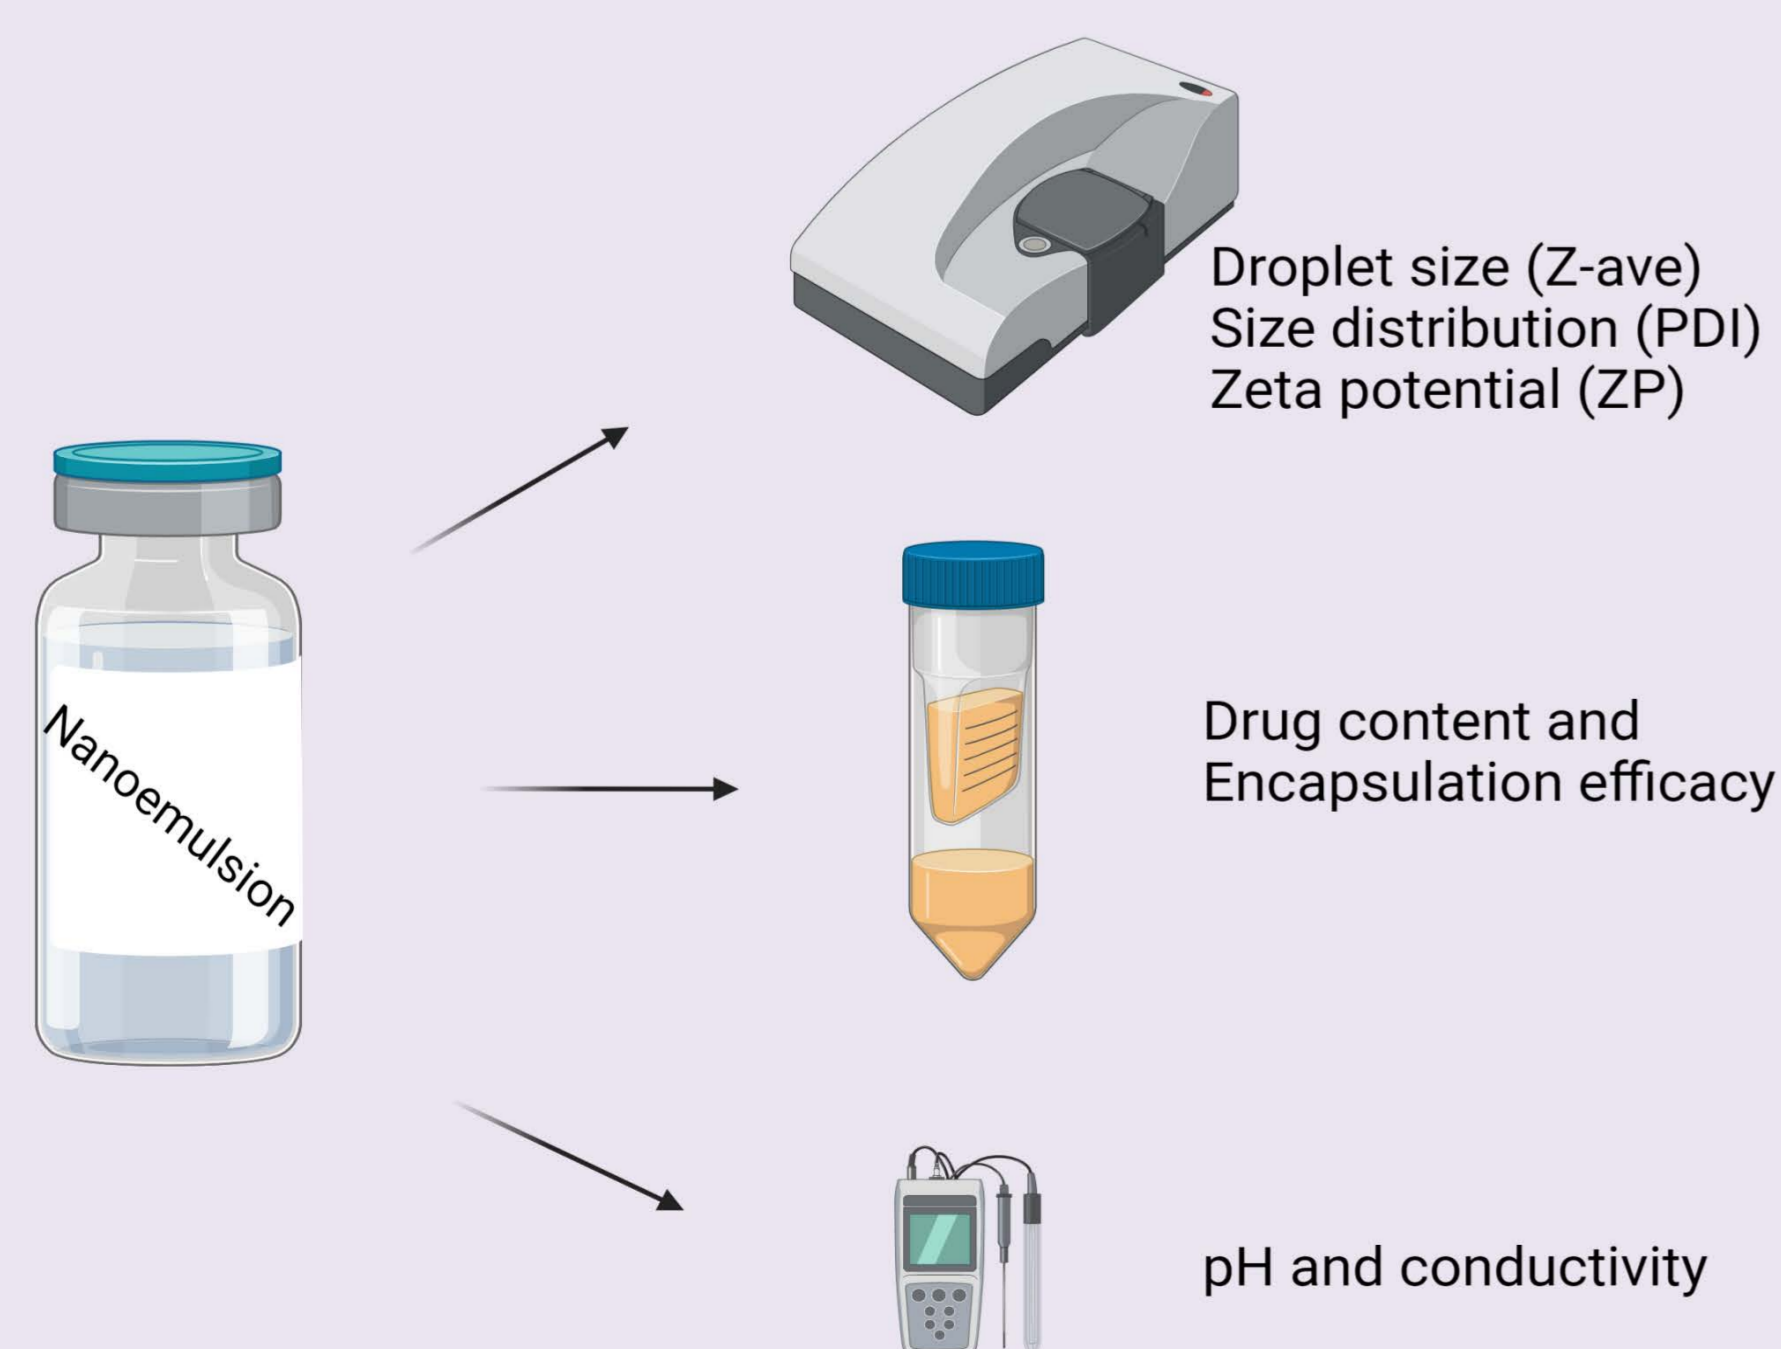 Droplet size (Z-ave)
Size distribution (PDI)
Zeta potential (ZP)
Nanoemulsion
Drug content and
Encapsulation efficacy
pH and conductivity